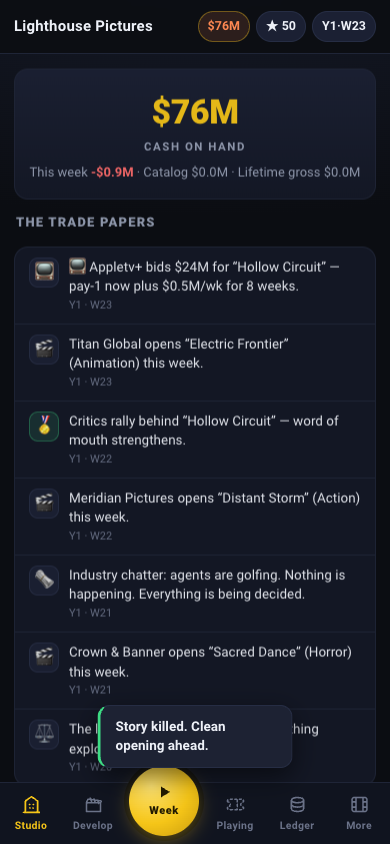 Lighthouse Pictures
$76M
★ 50
Y1·W23
$76M
CASH ON HAND
This week -$0.9M · Catalog $0.0M · Lifetime gross $0.0M
THE TRADE PAPERS
Appletv+ bids $24M for “Hollow Circuit” —
pay-1 now plus $0.5M/wk for 8 weeks.
Y1 · W23
Titan Global opens “Electric Frontier”
(Animation) this week.
Y1 · W23
Critics rally behind “Hollow Circuit” — word of
mouth strengthens.
Y1 · W22
Meridian Pictures opens “Distant Storm” (Action)
this week.
Y1 · W22
Industry chatter: agents are golfing. Nothing is
happening. Everything is being decided.
Y1 · W21
Crown & Banner opens “Sacred Dance” (Horror)
this week.
Y1 · W21
The
Story killed. Clean
opening ahead.
Week
Studio
Develop
Playing
Ledger
More